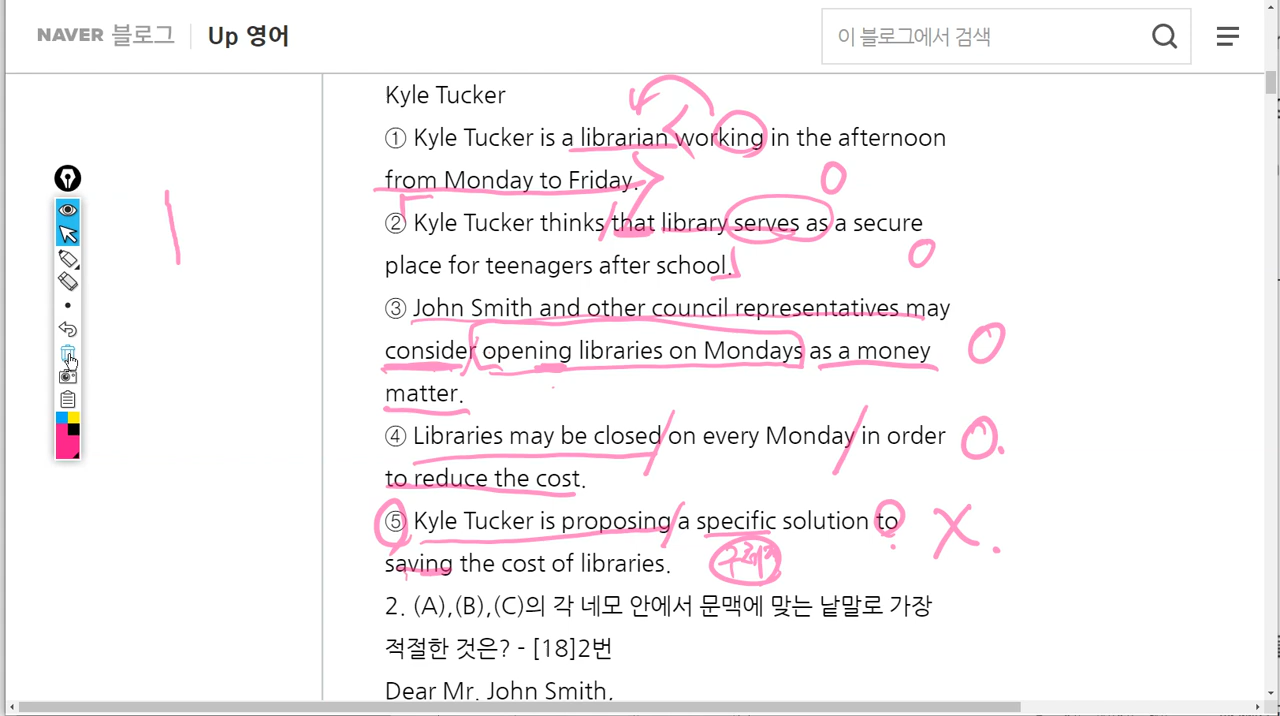 NAVER 블로그 Up 영어 이 블로그에서 검색
Kyle Tucker
① Kyle Tucker is a librarian working in the afternoon
from Monday to Friday.
② Kyle Tucker thinks that library serves as a secure
place for teenagers after school.
③ John Smith and other council representatives may
consider opening libraries on Mondays as a money
matter.
④ Libraries may be closed on every Monday in order
to reduce the cost.
⑤ Kyle Tucker is proposing a specific solution to
saving the cost of libraries.
구체적
2. (A),(B),(C)의 각 네모 안에서 문맥에 맞는 낱말로 가장
적절한 것은? - [18]2번
Dear Mr. John Smith,